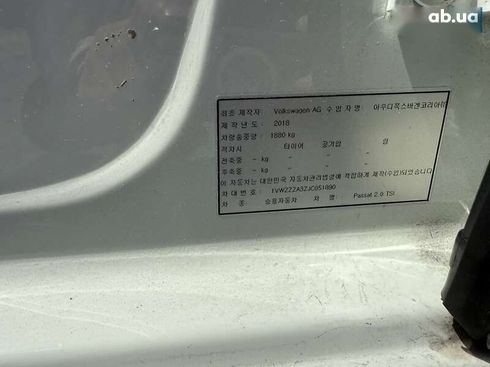 ab.ua
최초 제작자: Volkswagen AG 수 입 자 명: 아우디폭스바겐코리아㈜
제 작 년 도: 2018
차량총중량: 1880 kg
적차시 타이어 공기압 심
전축중 - kg - -
후축중 - kg - -
이 자동차는 대한민국 자동차관리법령에 적합하게 제작(수입)되었습니다
차 대 번 호: 1VWZZZA3ZJC051890
차 종 승용자동차 차 명: Passat 2.0 TSI